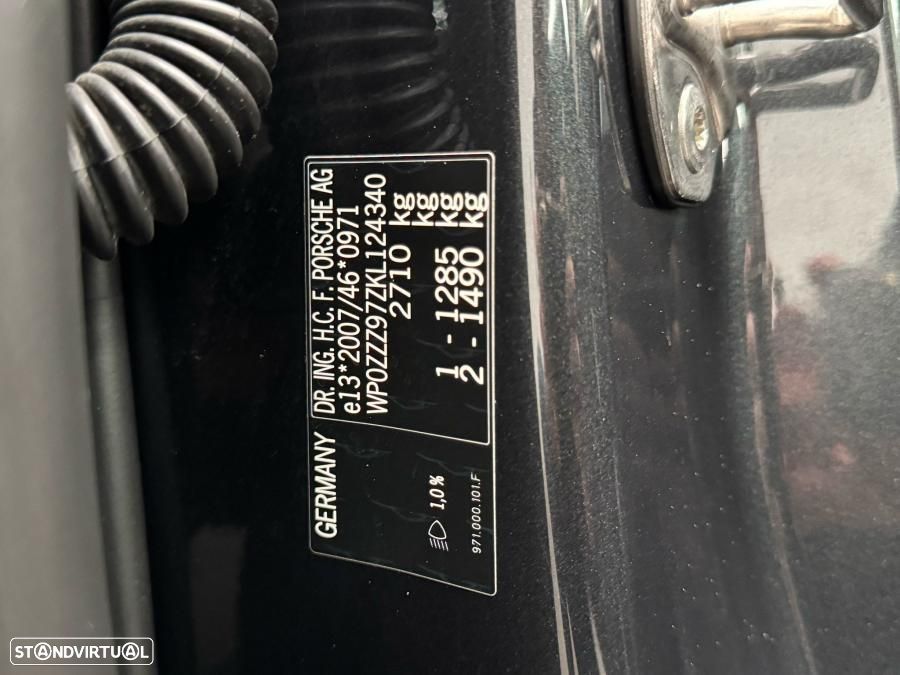 GERMANY
DR. ING. H.C. F. PORSCHE AG
e13*2007/46*0971
WP0ZZZ97ZKL124340
2710 kg
kg
1 - 1285 kg
2 - 1490 kg
1,0%
971.000.101.F
STANDVIRTUAL